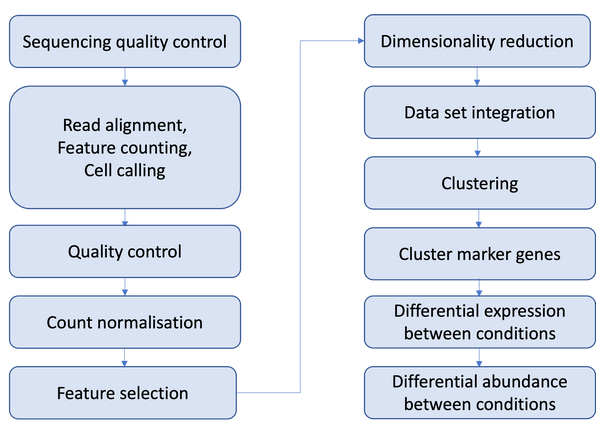 Sequencing quality control
Read alignment,
Feature counting,
Cell calling
Quality control
Count normalisation
Feature selection
Dimensionality reduction
Data set integration
Clustering
Cluster marker genes
Differential expression
between conditions
Differential abundance
between conditions